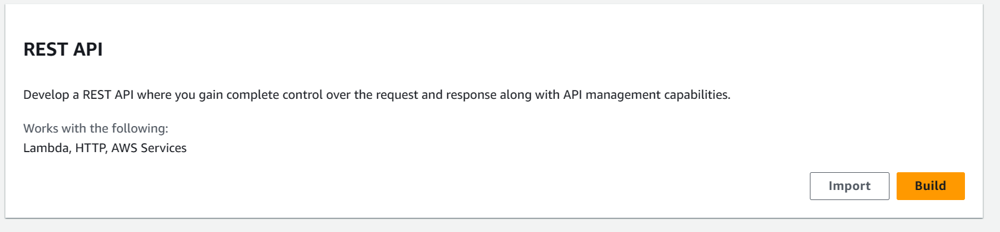 REST API
Develop a REST API where you gain complete control over the request and response along with API management capabilities.
Works with the following:
Lambda, HTTP, AWS Services
Import
Build